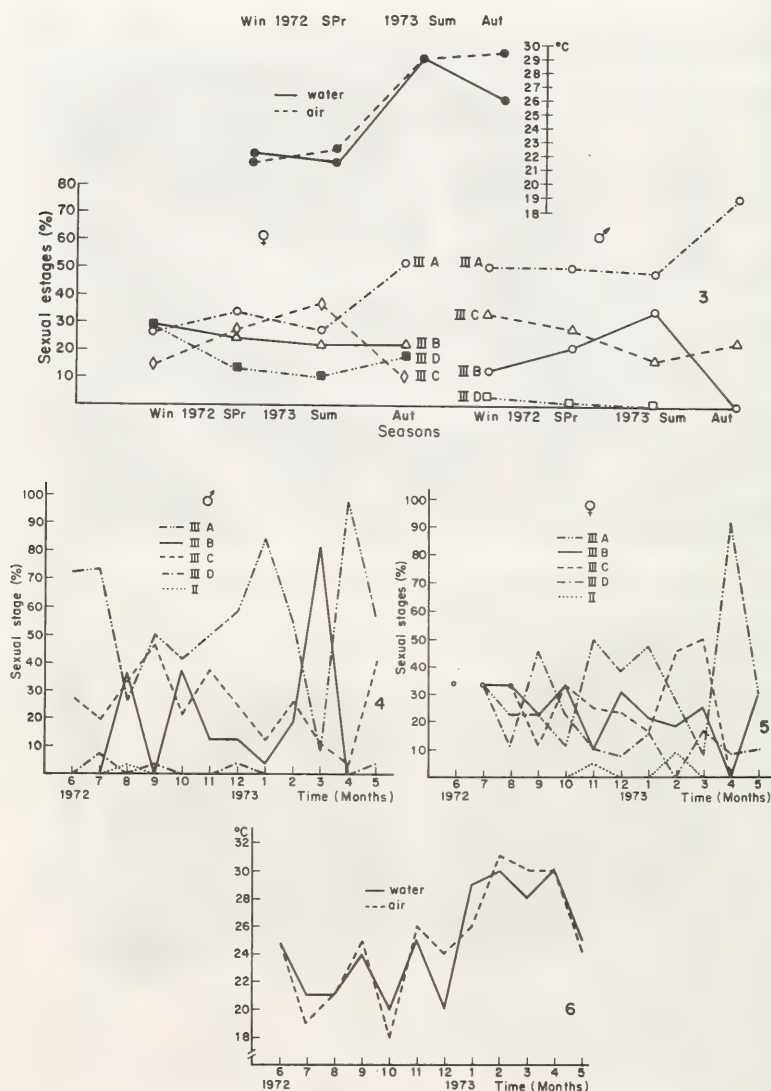 Win 1972 SPr 1973 Sum Aut
30 °C
29
28
27
26
25
24
23
22
21
20
19
18
water
air
80
70
60
50
40
30
20
10
Sexual estages (%)
♀
III A
III B
III D
III C
Win 1972 SPr 1973 Sum Aut
Seasons
♂
3
III A
III C
III B
III D
Win 1972 SPr 1973 Sum Aut
100
90
80
70
60
50
40
30
20
10
Sexual stage (%)
♂
III A
III B
III C
III D
II
4
6 7 8 9 10 11 12 1 2 3 4 5
1972 1973 Time (Months)
100
90
80
70
60
50
40
30
20
10
Sexual stages (%)
♀
III A
III B
III C
III D
II
5
6 7 8 9 10 11 12 1 2 3 4 5
1972 1973 Time (Months)
°C
30
28
26
24
22
20
18
water
air
6
6 7 8 9 10 11 12 1 2 3 4 5
1972 1973 Time (Months)